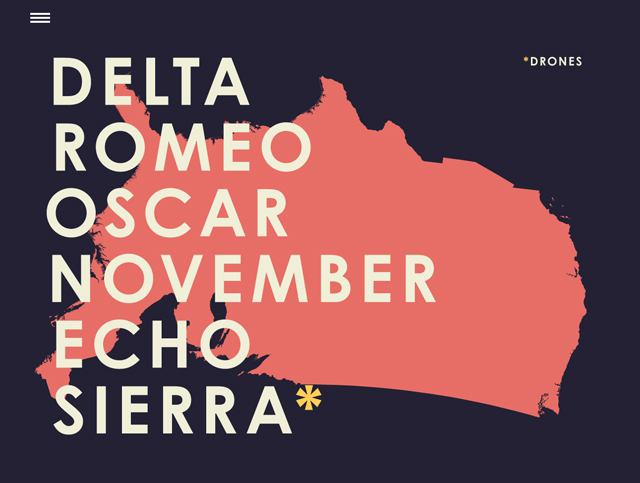 *DRONES
DELTA
ROMEO
OSCAR
NOVEMBER
ECHO
SIERRA*